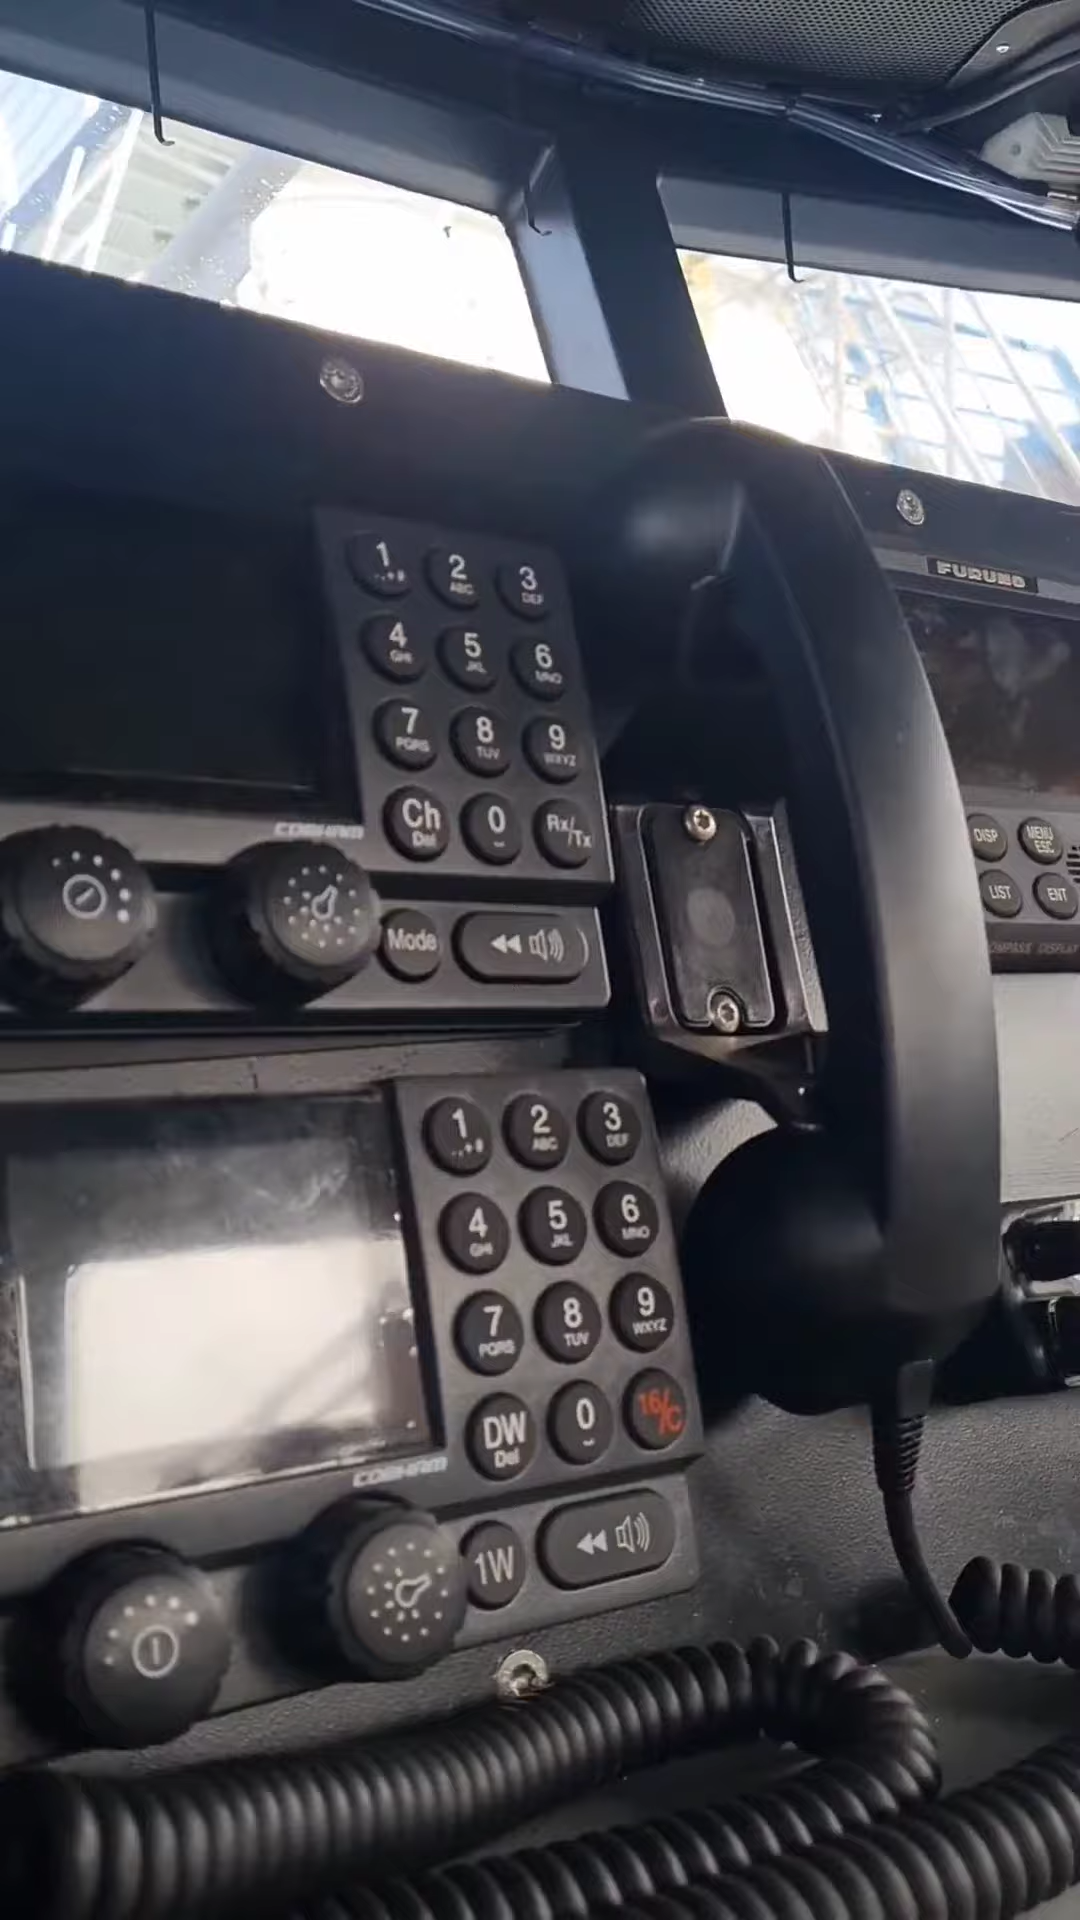 1 2 3
.,+# ABC DEF
4 5 6
GHI JKL MNO
7 8 9
PQRS TUV WXYZ
Ch 0 Rx/Tx
Del
COBHAM
Mode
FURUNO
DISP MENU
ESC
LIST ENT
COMPASS DISPLAY
1 2 3
.,+# ABC DEF
4 5 6
GHI JKL MNO
7 8 9
PQRS TUV WXYZ
DW 0 16/C
Del
COBHAM
1W